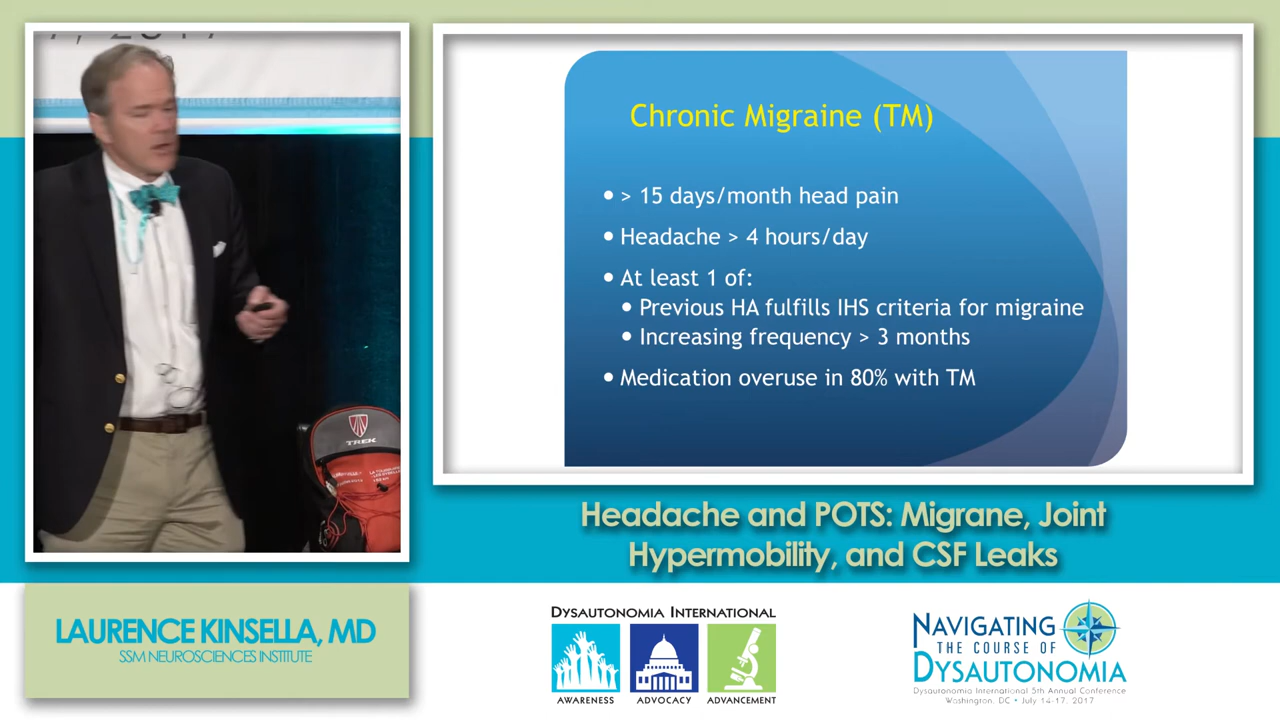 7, 2017
Chronic Migraine (TM)
• > 15 days/month head pain
• Headache > 4 hours/day
• At least 1 of:
• Previous HA fulfills IHS criteria for migraine
• Increasing frequency > 3 months
• Medication overuse in 80% with TM
TREK
Headache and POTS: Migrane, Joint
Hypermobility, and CSF Leaks
LAURENCE KINSELLA, MD
SSM NEUROSCIENCES INSTITUTE
DYSAUTONOMIA INTERNATIONAL
AWARENESS
ADVOCACY
ADVANCEMENT
NAVIGATING
THE COURSE OF
DYSAUTONOMIA
Dysautonomia International 5th Annual Conference
Washington, DC • July 14-17, 2017